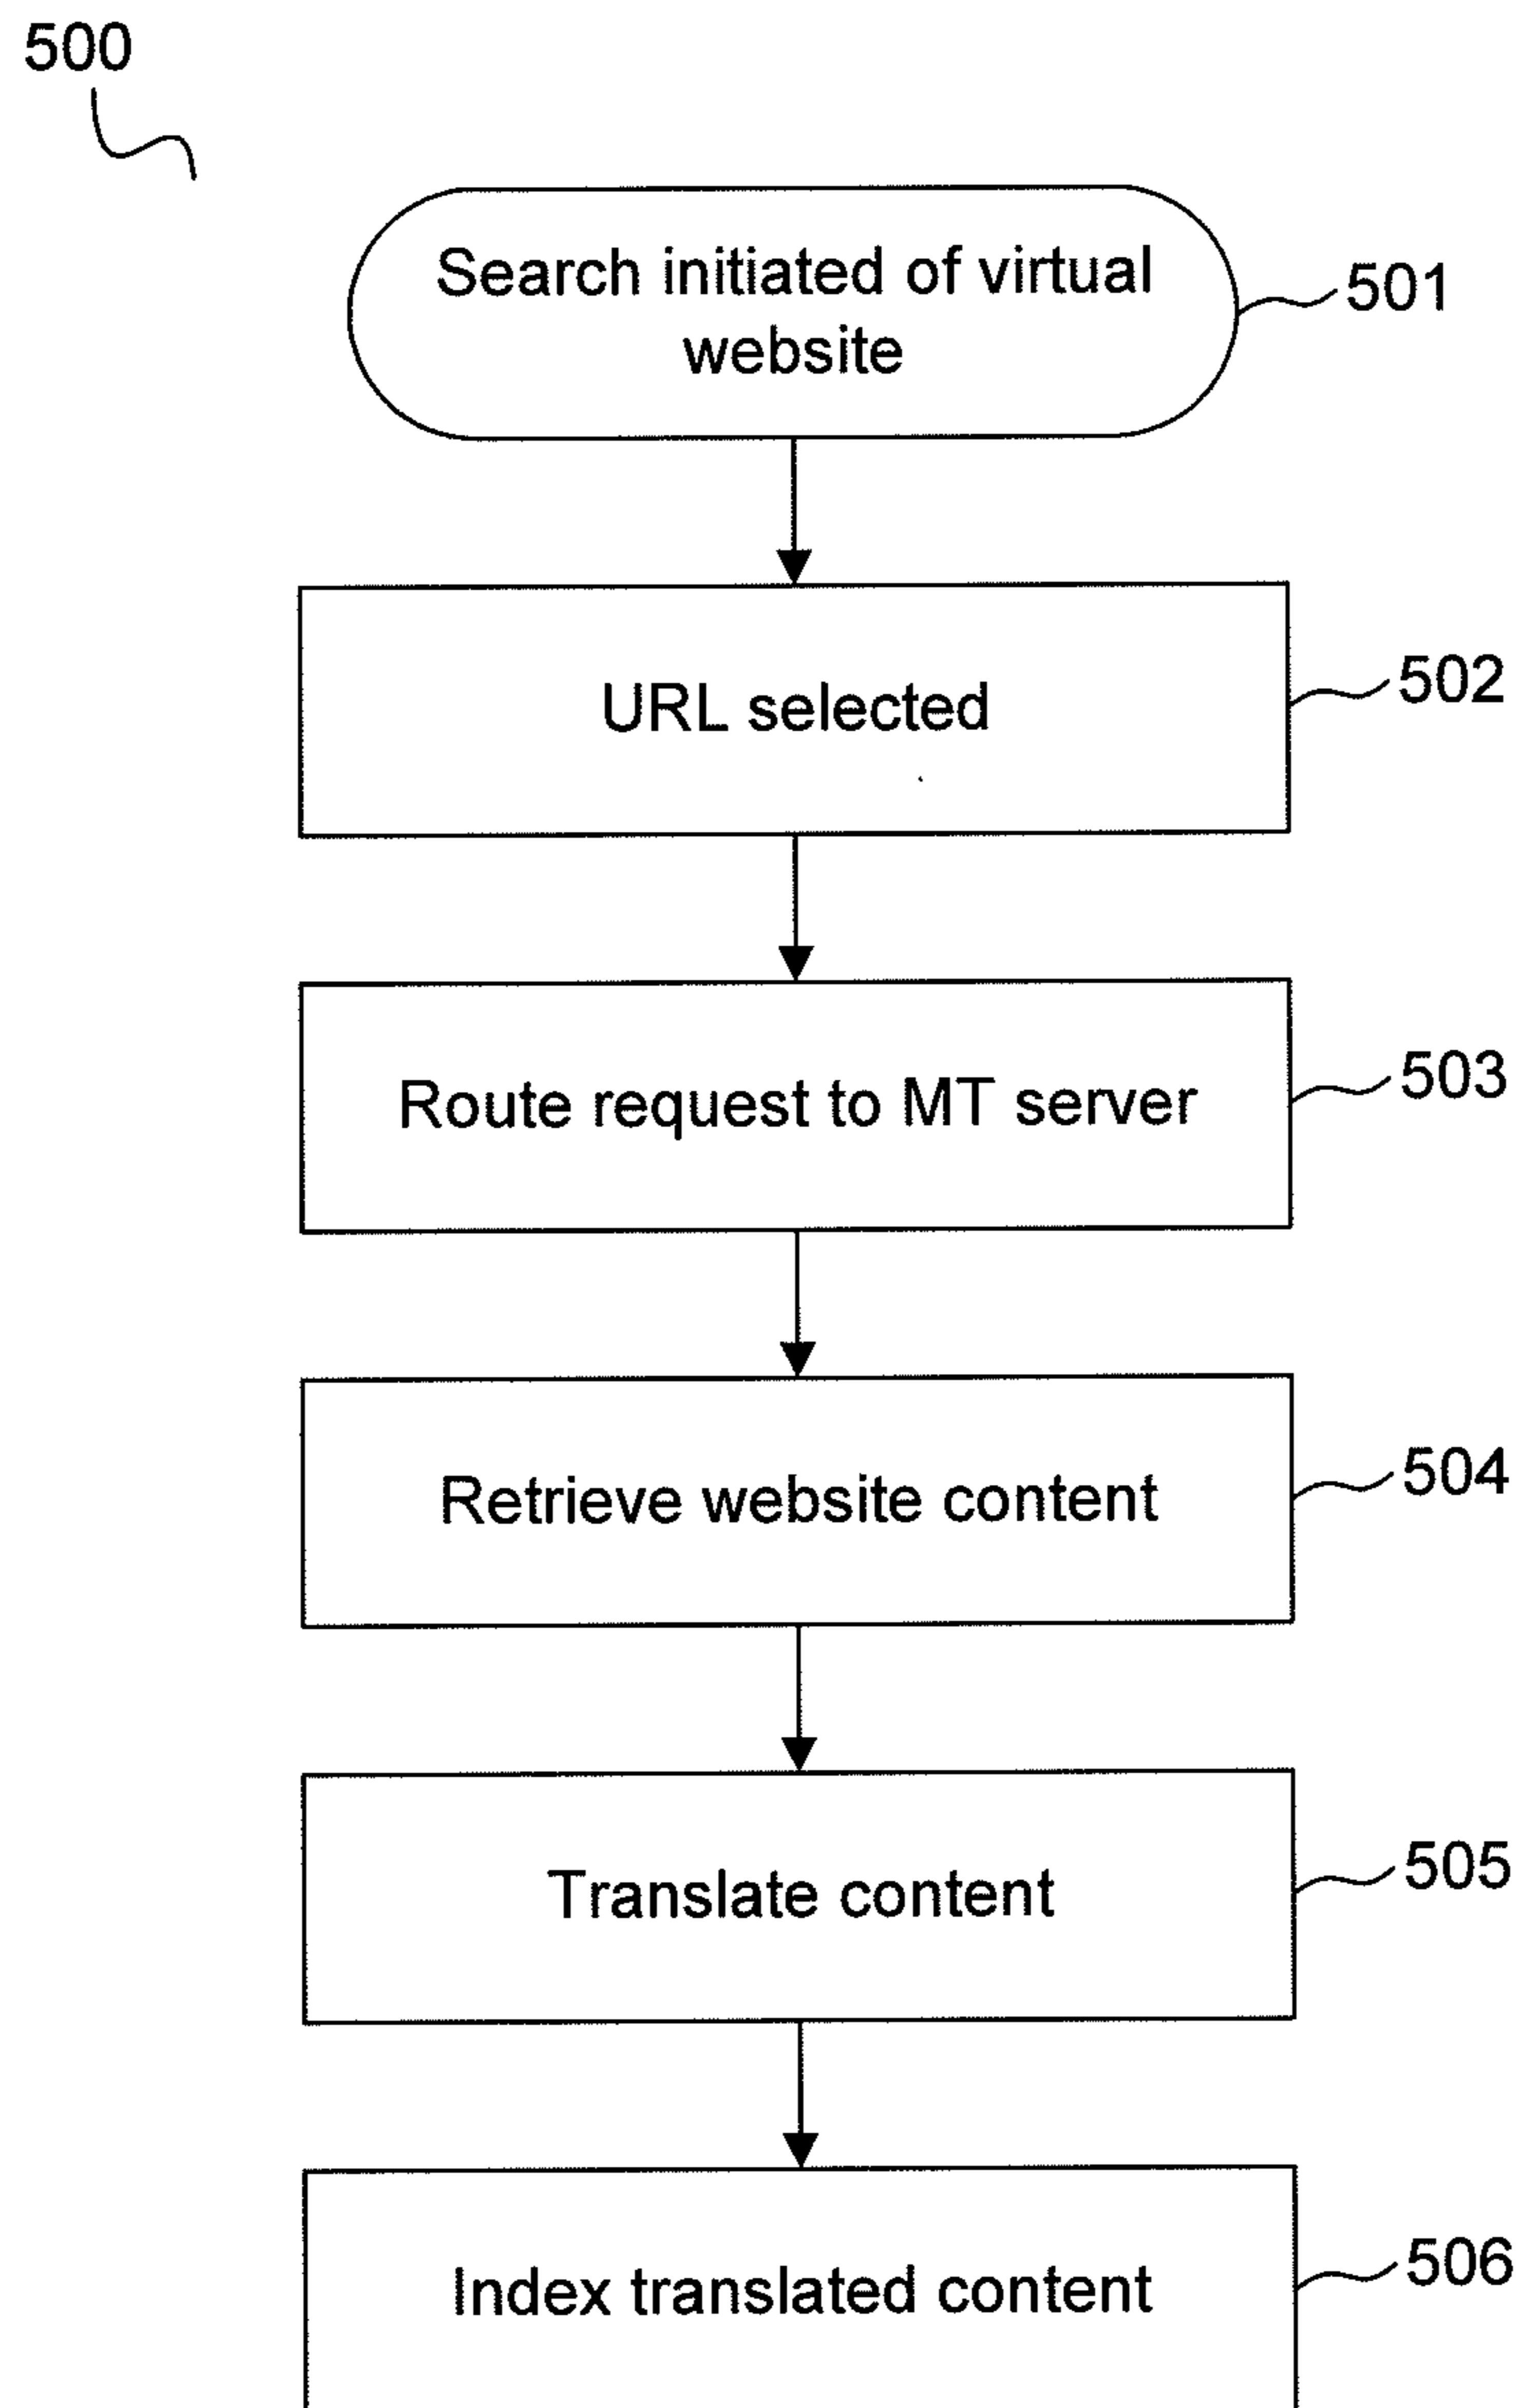 500
Search initiated of virtual
website
501
URL selected
502
Route request to MT server
503
Retrieve website content
504
Translate content
505
Index translated content
506